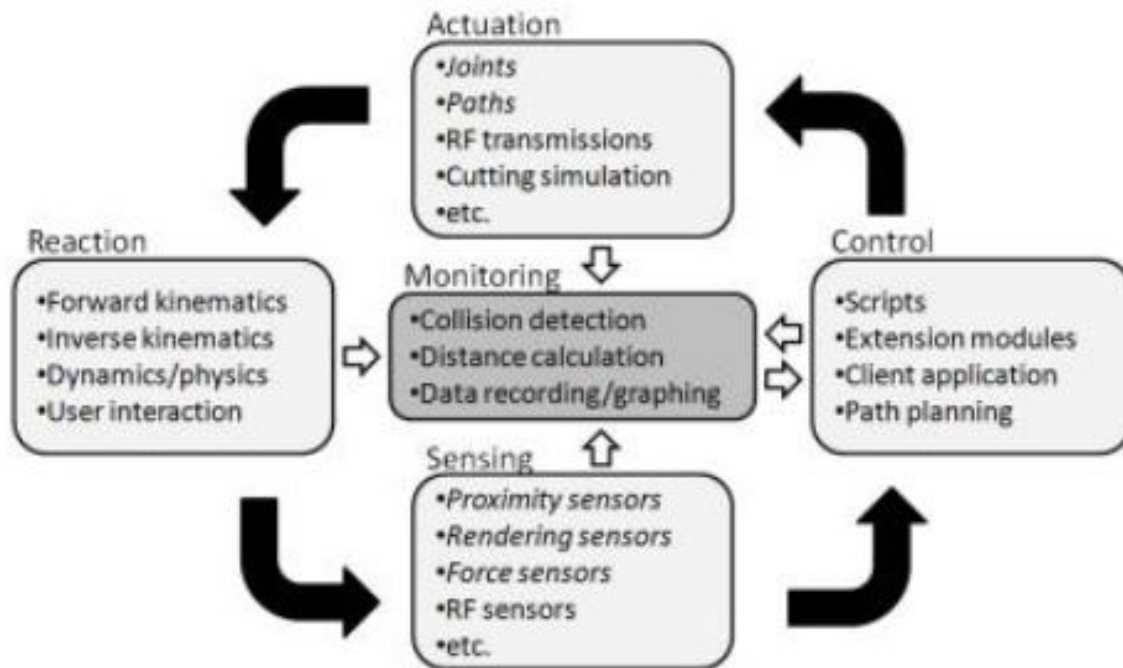 Actuation
•Joints
•Paths
•RF transmissions
•Cutting simulation
•etc.
Reaction
•Forward kinematics
•Inverse kinematics
•Dynamics/physics
•User interaction
Monitoring
•Collision detection
•Distance calculation
•Data recording/graphing
Control
•Scripts
•Extension modules
•Client application
•Path planning
Sensing
•Proximity sensors
•Rendering sensors
•Force sensors
•RF sensors
•etc.